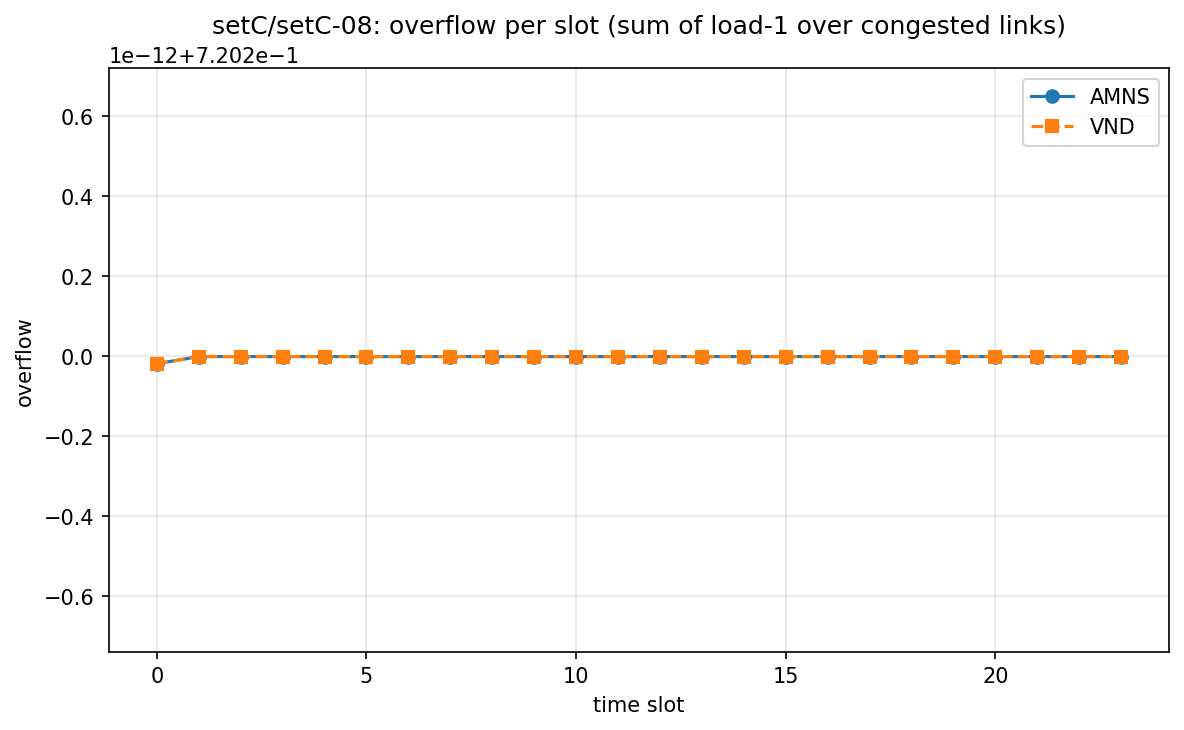 setC/setC-08: overflow per slot (sum of load-1 over congested links)
1e−12+7.202e−1
AMNS
VND
0.6
0.4
0.2
0.0
−0.2
−0.4
−0.6
overflow
0 5 10 15 20
time slot